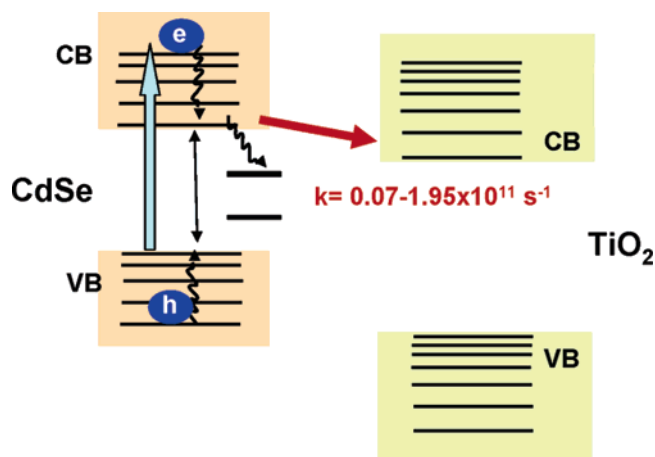 CB
e
CdSe
VB
h
k= 0.07-1.95x10¹¹ s⁻¹
CB
TiO₂
VB